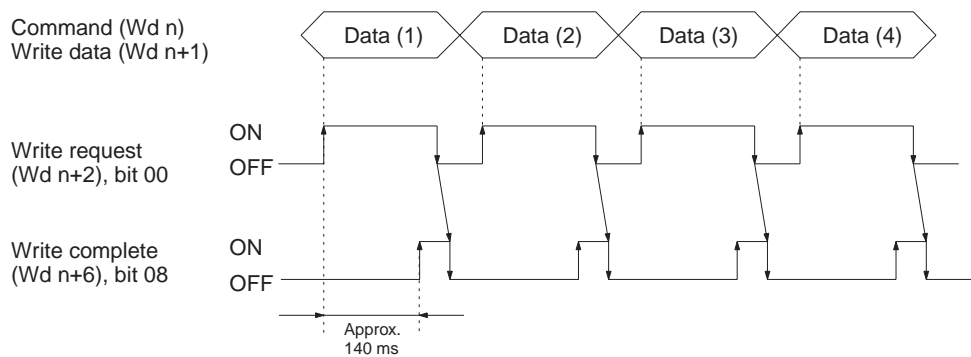 Command (Wd n)
Write data (Wd n+1)
Data (1) Data (2) Data (3) Data (4)
ON
OFF
Write request
(Wd n+2), bit 00
ON
OFF
Write complete
(Wd n+6), bit 08
Approx.
140 ms